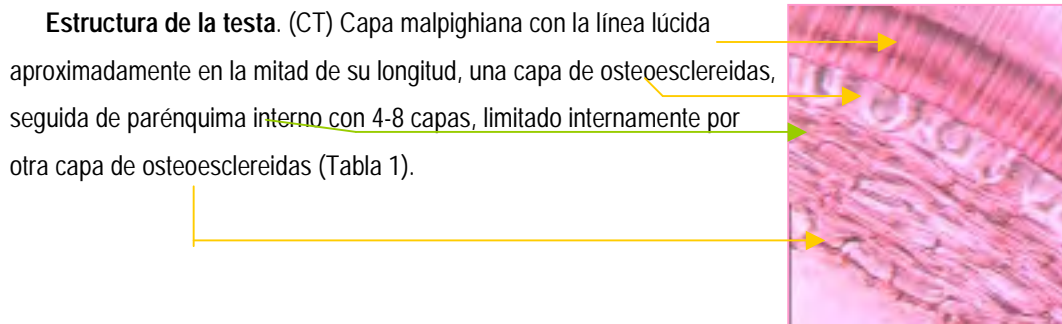 Estructura de la testa. (CT) Capa malpighiana con la línea lúcida
aproximadamente en la mitad de su longitud, una capa de osteoesclereidas,
seguida de parénquima interno con 4-8 capas, limitado internamente por
otra capa de osteoesclereidas (Tabla 1).